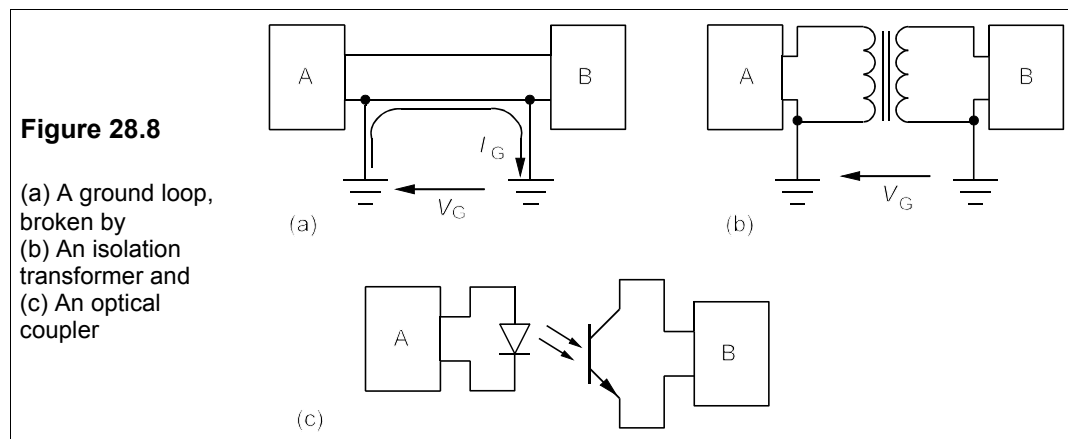 Figure 28.8
(a) A ground loop,
broken by
(b) An isolation
transformer and
(c) An optical
coupler
A
B
I G
V G
(a)
A
B
V G
(b)
A
B
(c)